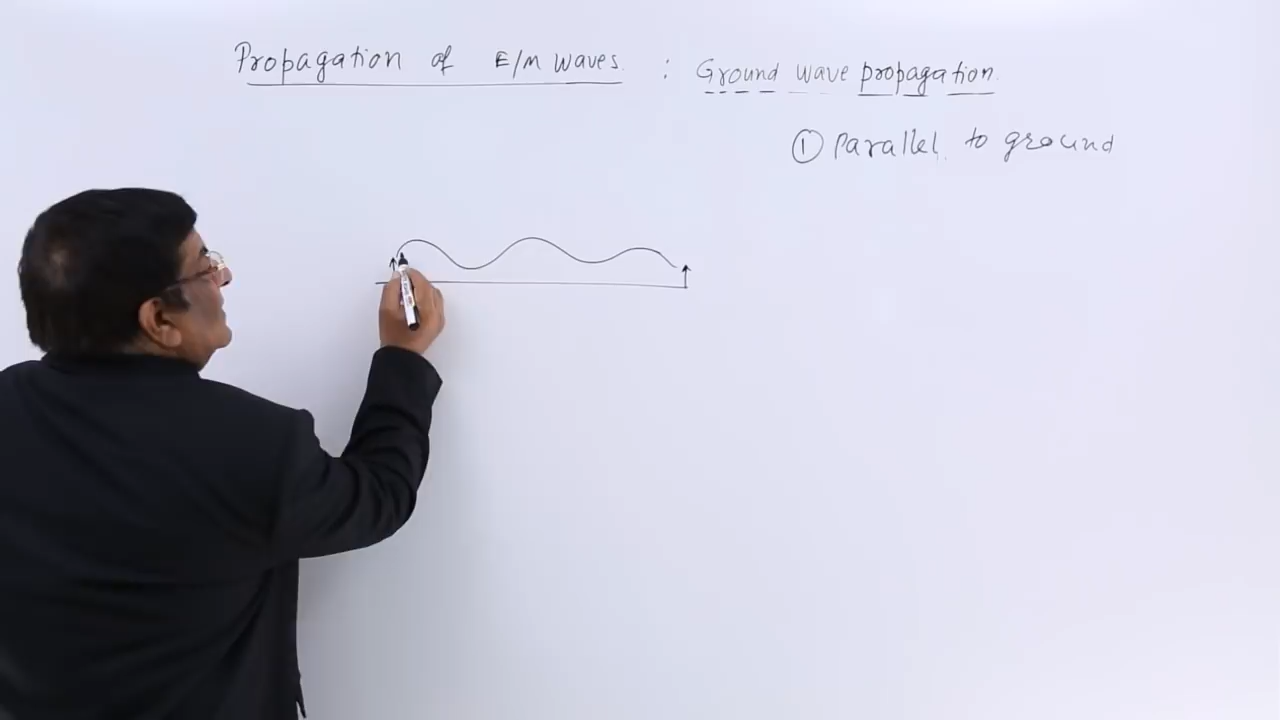 Propagation of E/M waves : Ground wave propagation.
① Parallel to ground